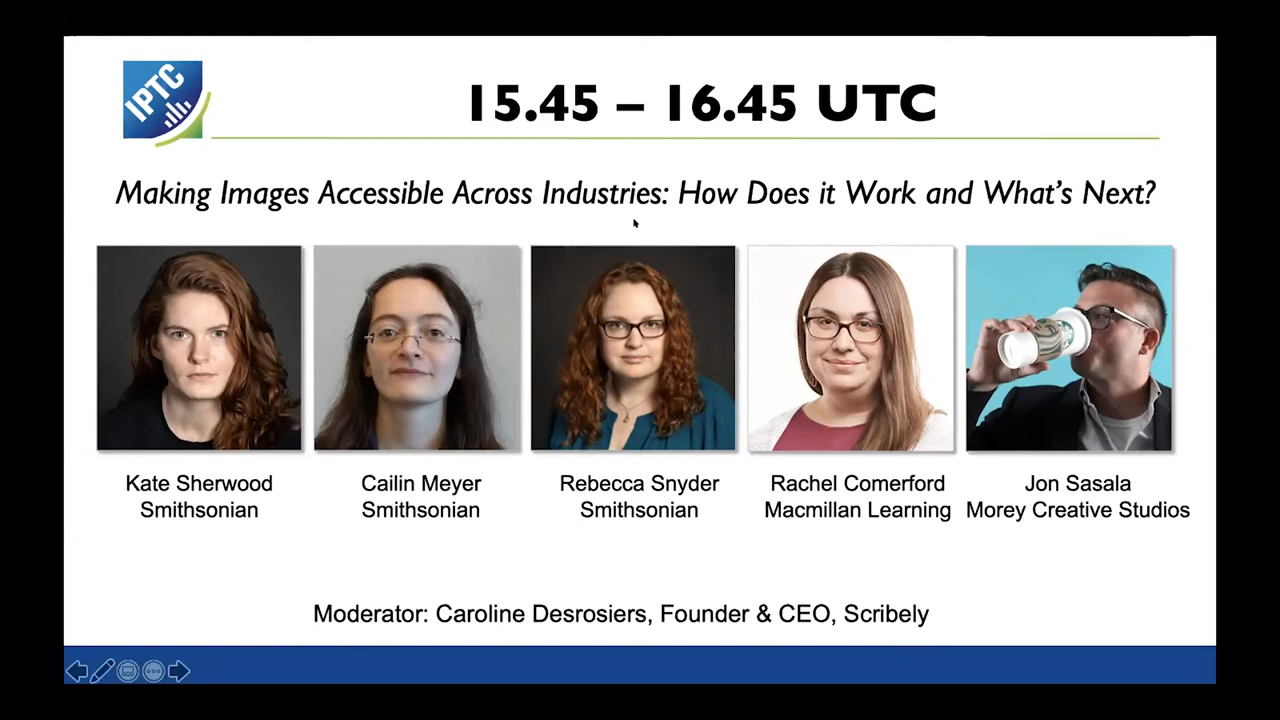 IPTC
15.45 – 16.45 UTC
Making Images Accessible Across Industries: How Does it Work and What's Next?
Kate Sherwood
Smithsonian
Cailin Meyer
Smithsonian
Rebecca Snyder
Smithsonian
Rachel Comerford
Macmillan Learning
Jon Sasala
Morey Creative Studios
Moderator: Caroline Desrosiers, Founder & CEO, Scribely